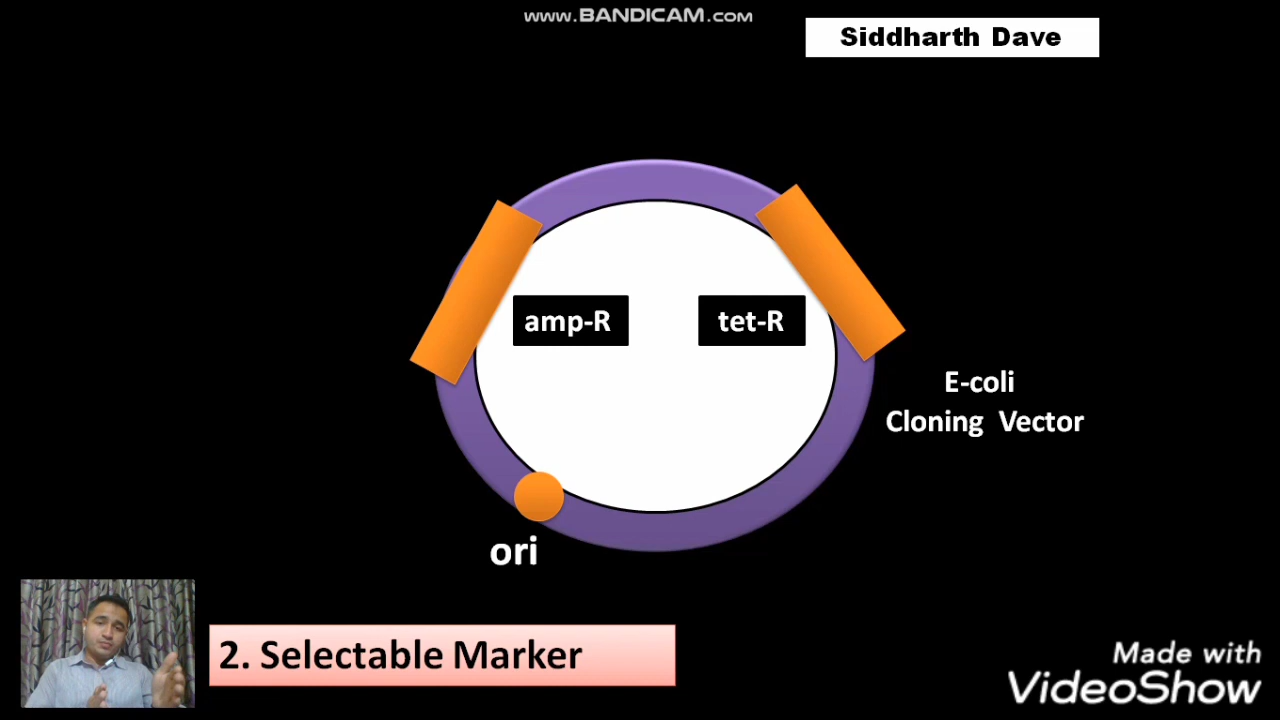 www.BANDICAM.com
Siddharth Dave
amp-R
tet-R
E-coli
Cloning Vector
ori
2. Selectable Marker
Made with
VideoShow